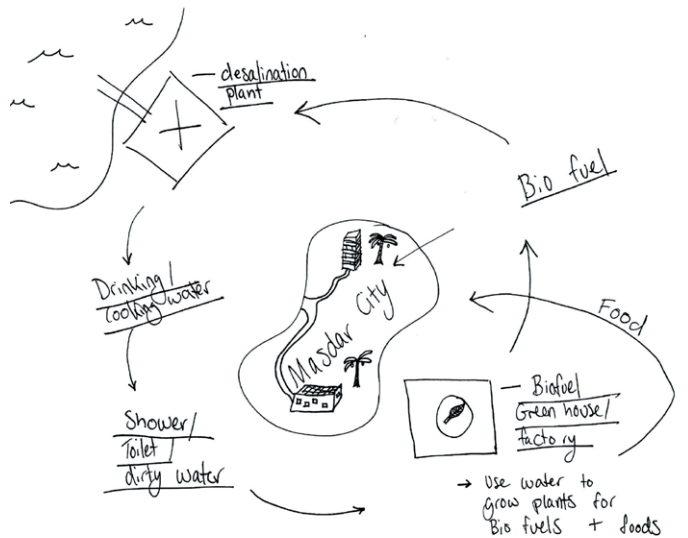 desalination
plant
Bio fuel
Drinking/
cooking water
Masdar City
Food
Shower/
Toilet/
dirty water
Biofuel
Green house/
factory
→ Use water to
grow plants for
Bio fuels + foods